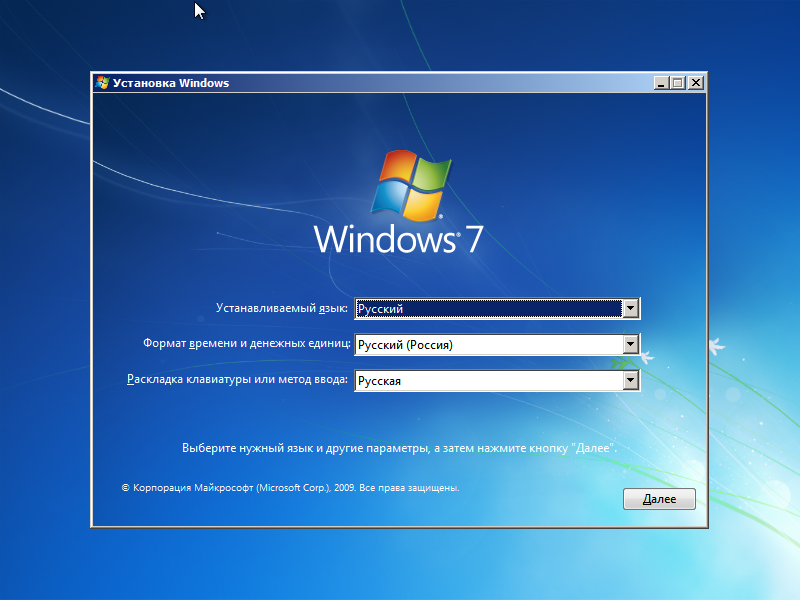 Установка Windows
Windows® 7
Устанавливаемый язык: Русский
Формат времени и денежных единиц: Русский (Россия)
Раскладка клавиатуры или метод ввода: Русская
Выберите нужный язык и другие параметры, а затем нажмите кнопку "Далее".
© Корпорация Майкрософт (Microsoft Corp.), 2009. Все права защищены.
Далее